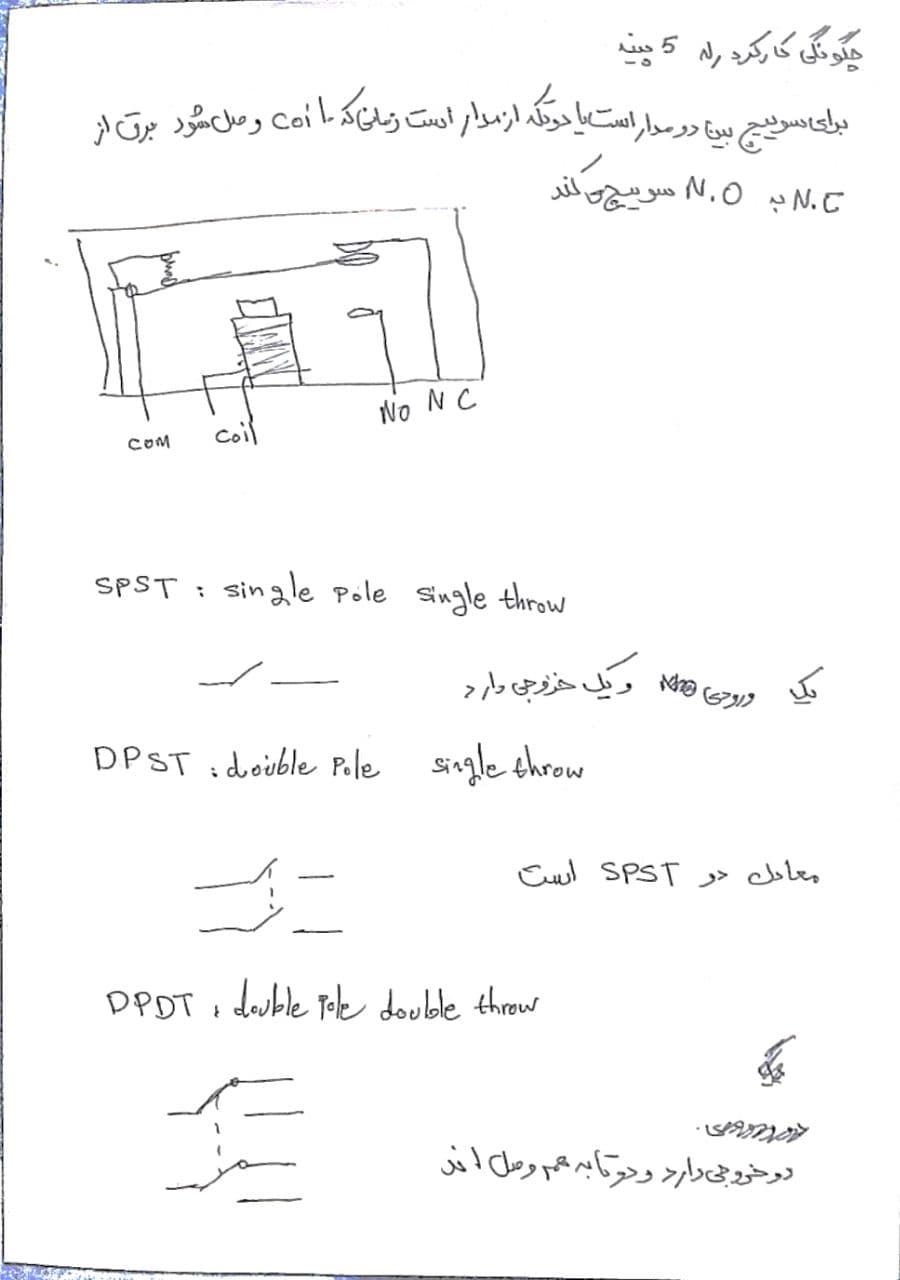 چگونگی کارکرد رله 5 پینه
برای سوییچ بین دو مدار است یا دو تکه از مدار است زمانی که coil وصل شود برق از
N.C به N.O سوییچ می کند
COM Coil NO NC
SPST : single pole single throw
یک ورودی و یک خروجی دارد
DPST : double pole single throw
معادل دو SPST است
DPDT : double pole double throw
دو خروجی دارد و دو تا به هم وصل اند